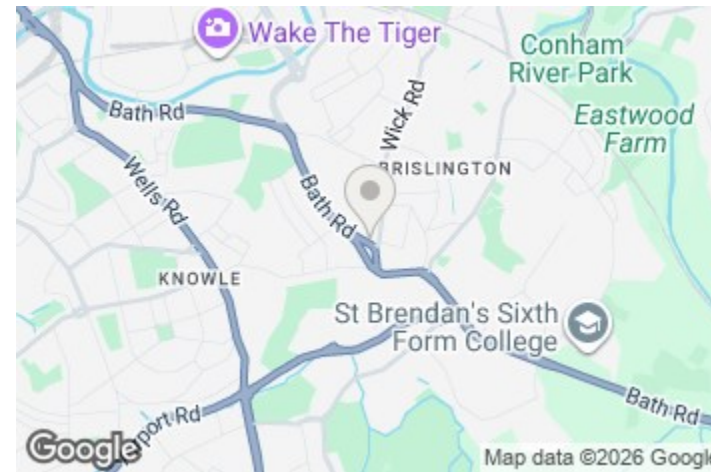 Wake The Tiger
Conham
River Park
Bath Rd
Wick Rd
Eastwood
Farm
BRISLINGTON
Wells Rd
Bath Rd
KNOWLE
St Brendan's Sixth
Form College
Bath Rd
port Rd
Google
Map data ©2026 Google